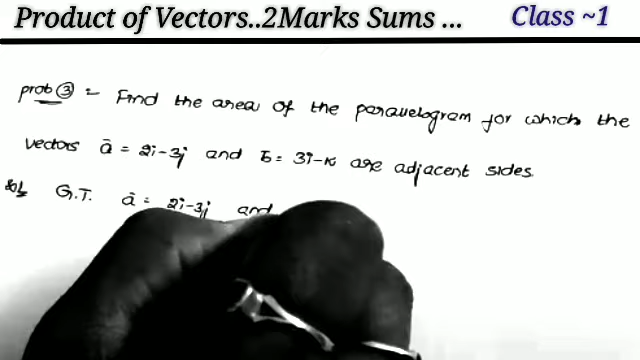 Product of Vectors..2Marks Sums ... Class ~1
prob ③ :- Find the area of the parallelogram for which the
vectors ā = 2i-3j and b̄ = 3i-k are adjacent sides.
Sol G.T. ā = 2i-3j and